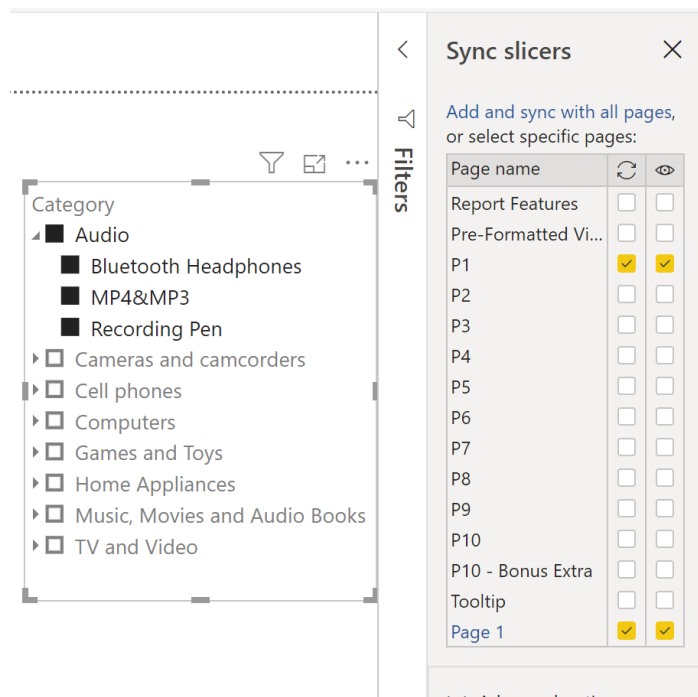 Sync slicers
Add and sync with all pages,
or select specific pages:
Page name
Report Features
Pre-Formatted Vi...
P1
P2
P3
P4
P5
P6
P7
P8
P9
P10
P10 - Bonus Extra
Tooltip
Page 1
Filters
Category
Audio
Bluetooth Headphones
MP4&MP3
Recording Pen
Cameras and camcorders
Cell phones
Computers
Games and Toys
Home Appliances
Music, Movies and Audio Books
TV and Video